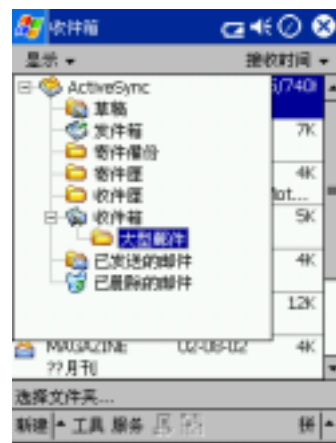 收件箱
显示 接收时间
ActiveSync
草稿
发件箱
寄件備份
寄件匣
收件匣
收件箱
大型郵件
已发送的邮件
已删除的邮件
7K
4K
5K
4K
12K
MAGAZINE 02-08-02 4K
??月刊
选择文件夹...
新建 工具 服务 拼